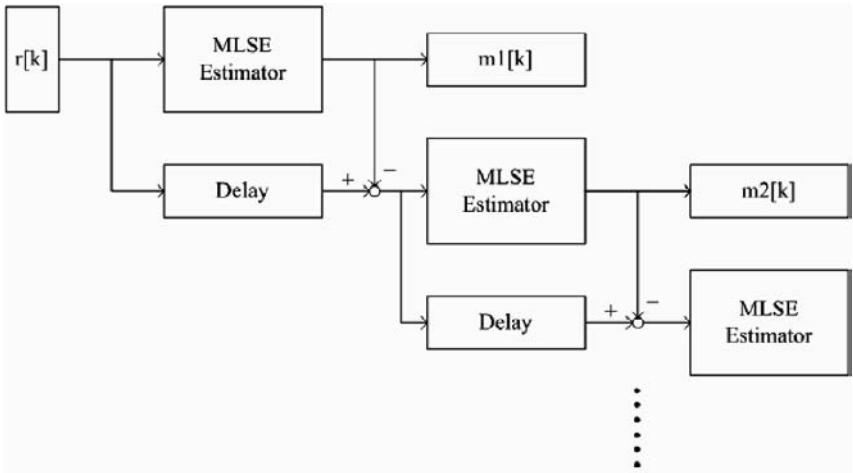 r[k]
MLSE
Estimator
m1[k]
Delay
+
−
MLSE
Estimator
m2[k]
Delay
+
−
MLSE
Estimator